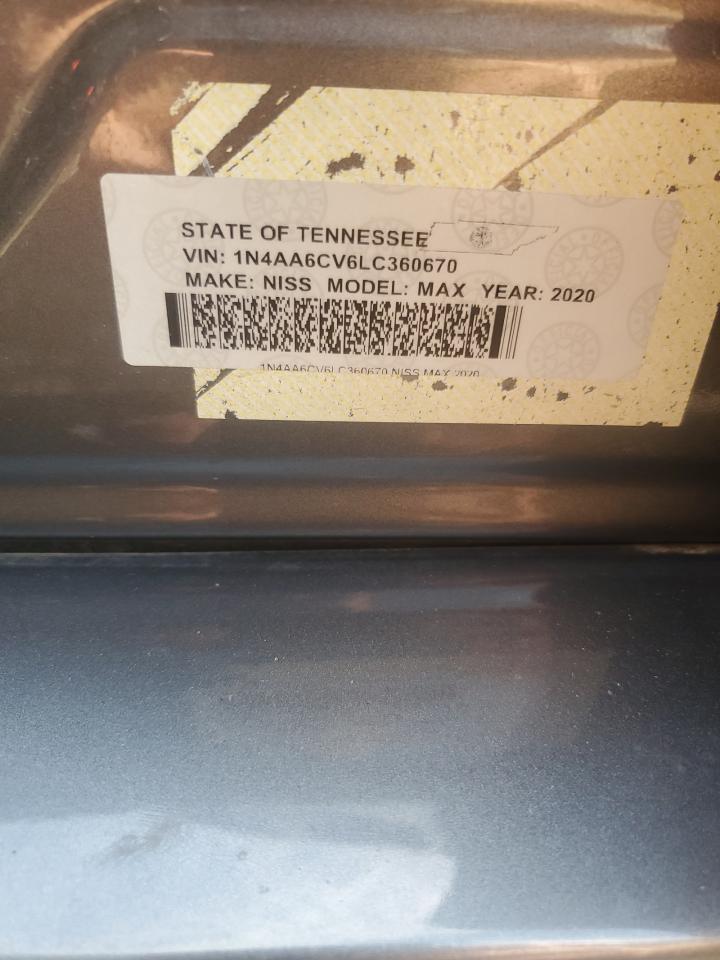 STATE OF TENNESSEE
VIN: 1N4AA6CV6LC360670
MAKE: NISS MODEL: MAX YEAR: 2020
1N4AA6CV6LC360670 NISS MAX 2020